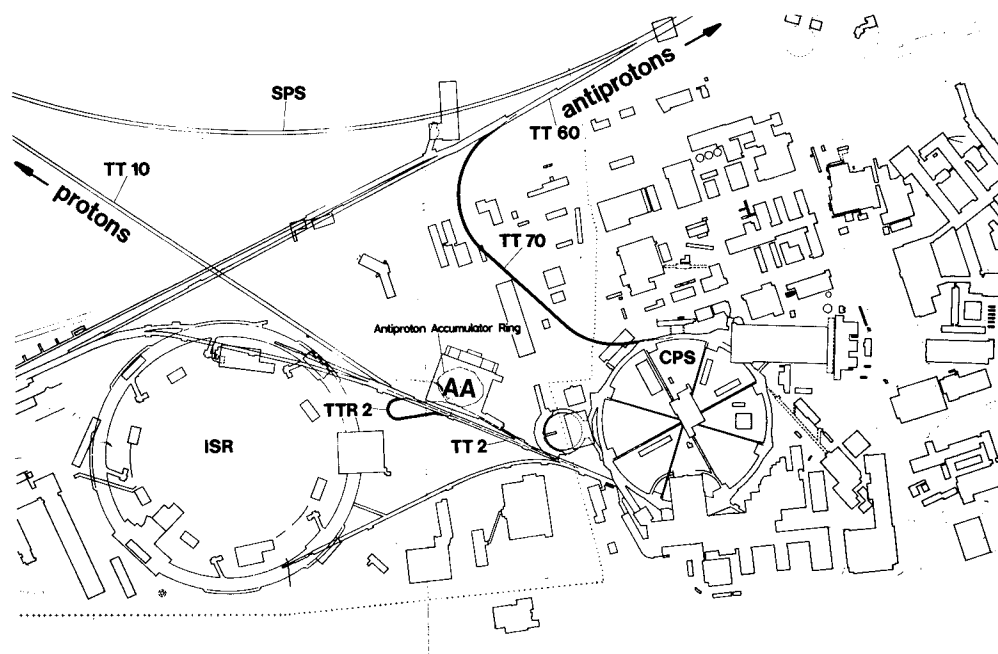 SPS
antiprotons
TT 60
TT 10
protons
TT 70
Antiproton Accumulator Ring
CPS
AA
TTR 2
TT 2
ISR